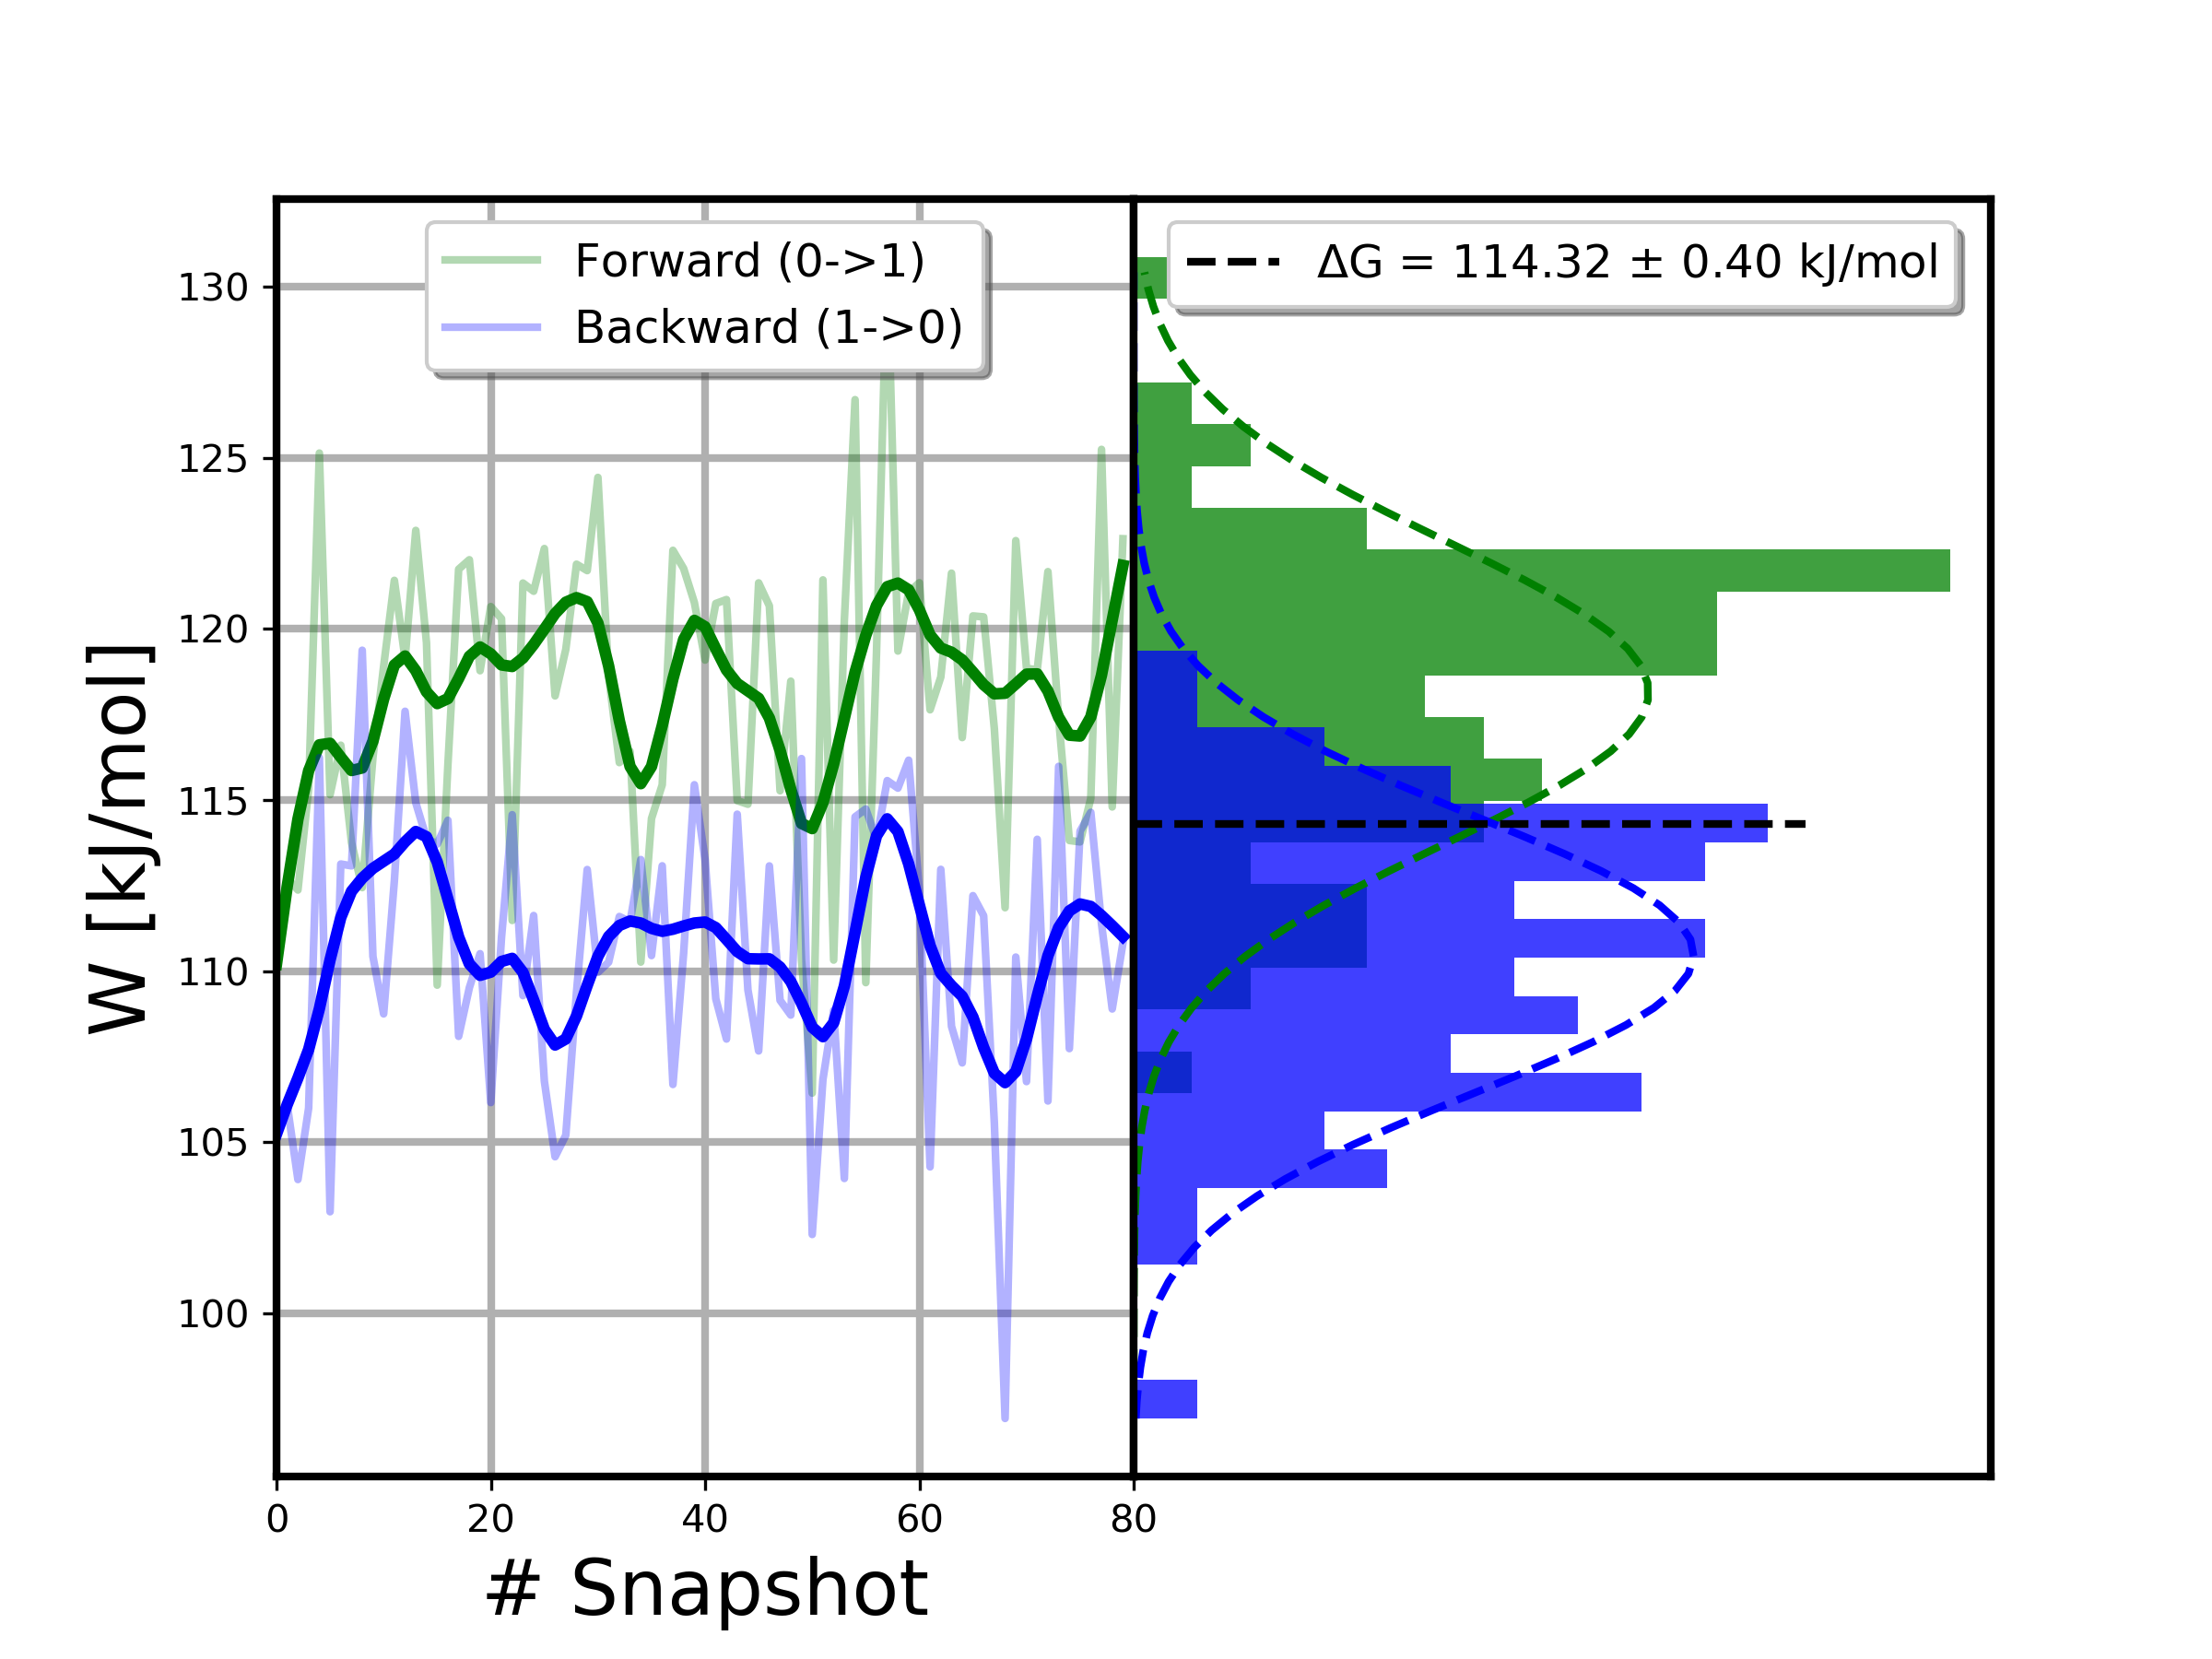 Forward (0->1)
Backward (1->0)
ΔG = 114.32 ± 0.40 kJ/mol
W [kJ/mol]
130
125
120
115
110
105
100
0 20 40 60 80
# Snapshot